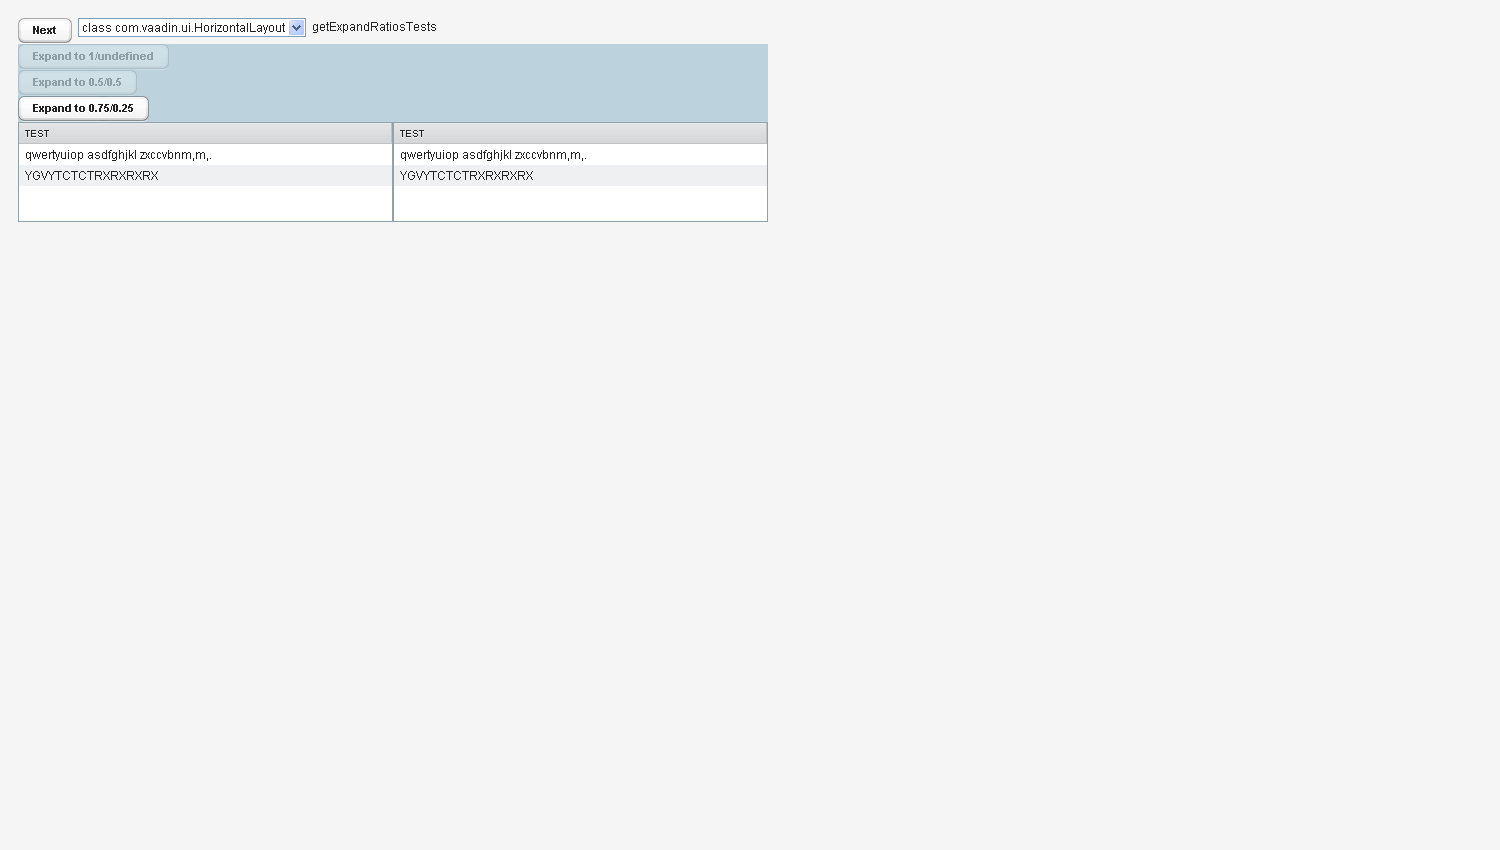 Next class com.vaadin.ui.HorizontalLayout getExpandRatiosTests
Expand to 1/undefined
Expand to 0.5/0.5
Expand to 0.75/0.25
TEST TEST
qwertyuiop asdfghjkl zxccvbnm,m,. qwertyuiop asdfghjkl zxccvbnm,m,.
YGVYTCTCTRXRXRXRX YGVYTCTCTRXRXRXRX